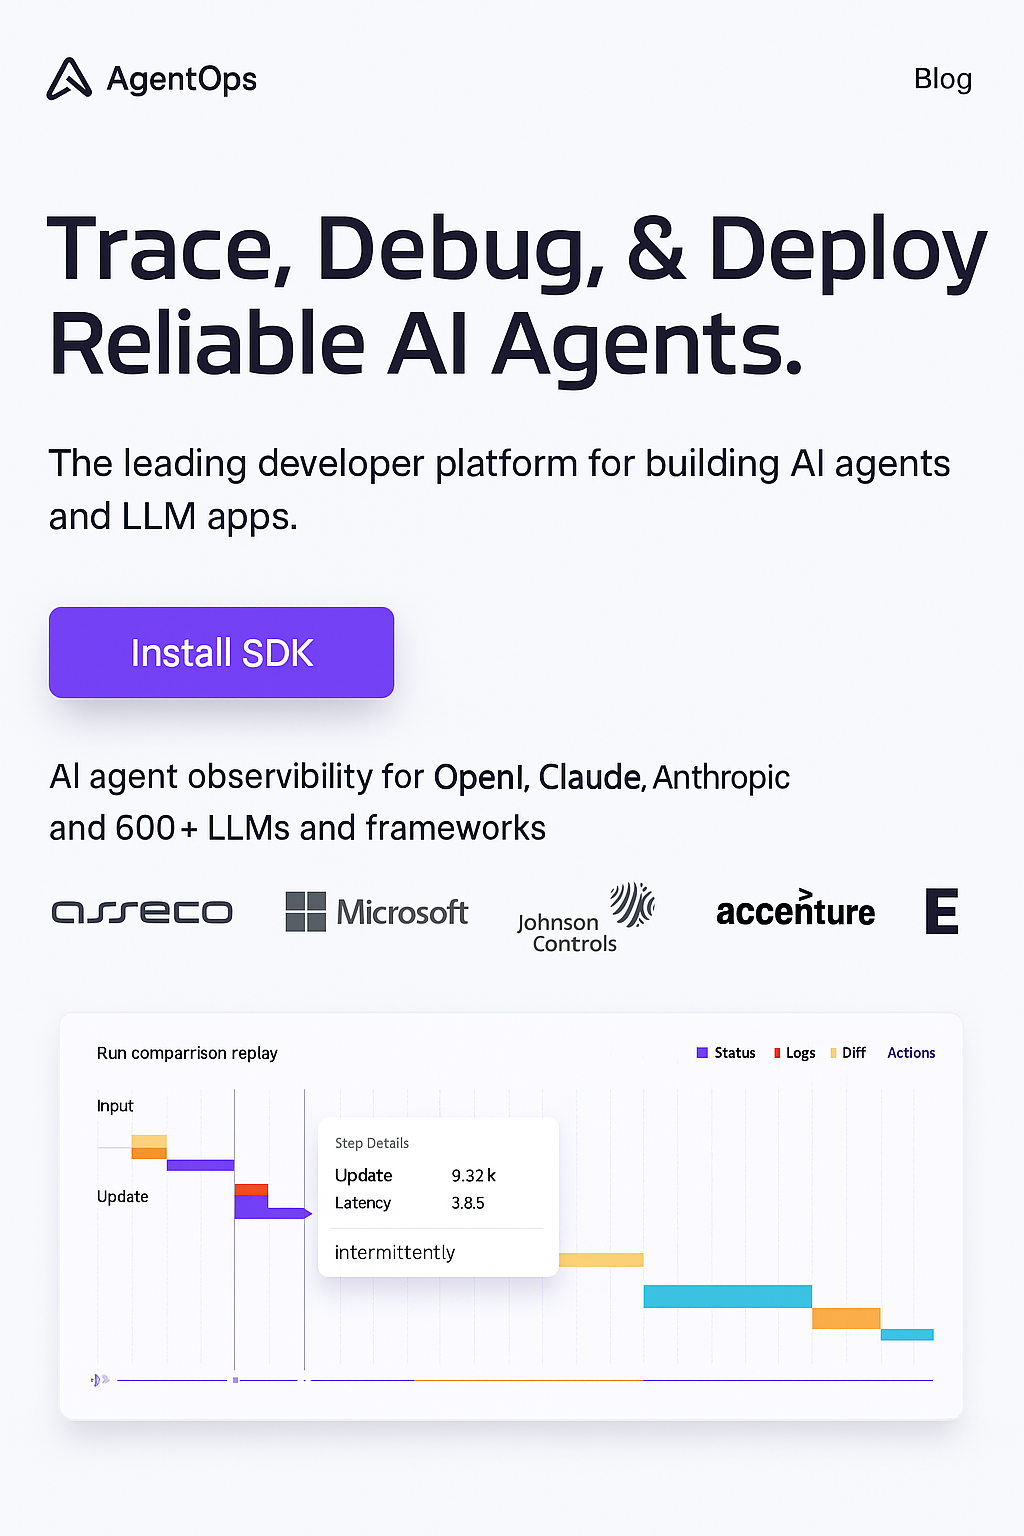 AgentOps
Blog
Trace, Debug, & Deploy
Reliable AI Agents.
The leading developer platform for building AI agents
and LLM apps.
Install SDK
AI agent observibility for OpenI, Claude, Anthropic
and 600+ LLMs and frameworks
asseco
Microsoft
Johnson
Controls
accenture
E
Run comparrison replay
Status Logs Diff Actions
Input
Step Details
Update 9.32 k
Update
Latency 3.8.5
intermittently